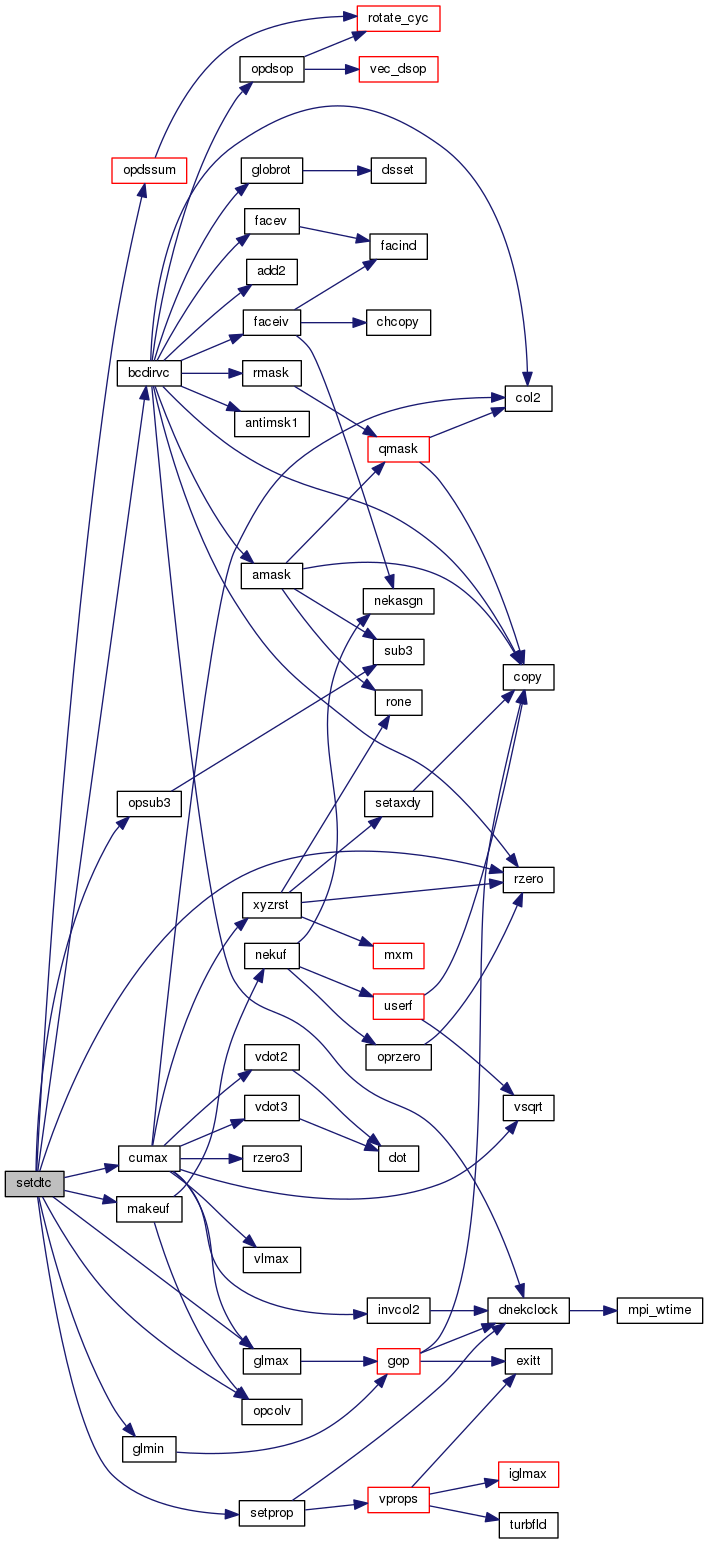 rotate_cyc
opdsop
vec_dsop
opdssum
globrot
dsset
facev
facind
add2
faceiv
chcopy
bcdirvc
rmask
col2
antimsk1
qmask
amask
nekasgn
sub3
copy
rone
opsub3
setaxdy
rzero
xyzrst
nekuf
mxm
userf
oprzero
vdot2
vdot3
vsqrt
cumax
rzero3
dot
setdtc
makeuf
vlmax
invcol2
dnekclock
mpi_wtime
glmax
gop
exitt
opcolv
glmin
iglmax
vprops
setprop
turbfld